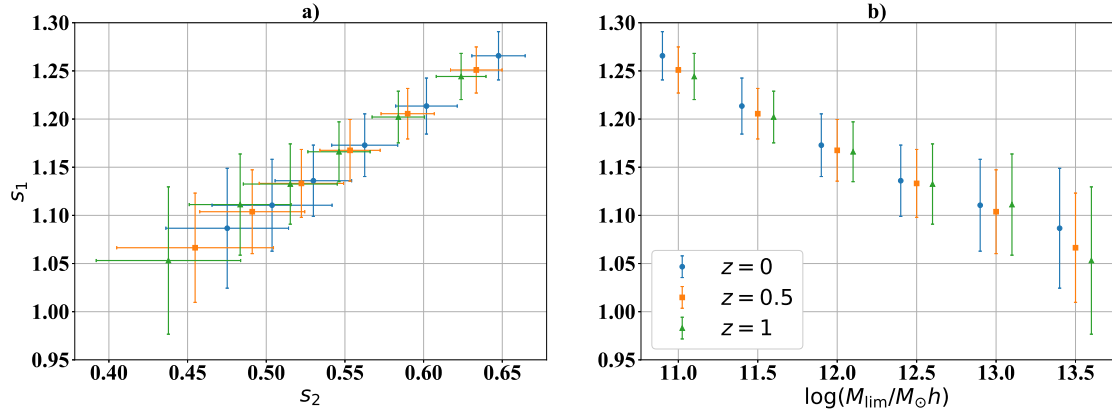 a)
1.30
1.25
1.20
1.15
1.10
1.05
1.00
0.95
s₁
0.40 0.45 0.50 0.55 0.60 0.65
s₂
b)
1.30
1.25
1.20
1.15
1.10
1.05
1.00
0.95
z = 0
z = 0.5
z = 1
11.0 11.5 12.0 12.5 13.0 13.5
log(M_lim/M_⊙h)